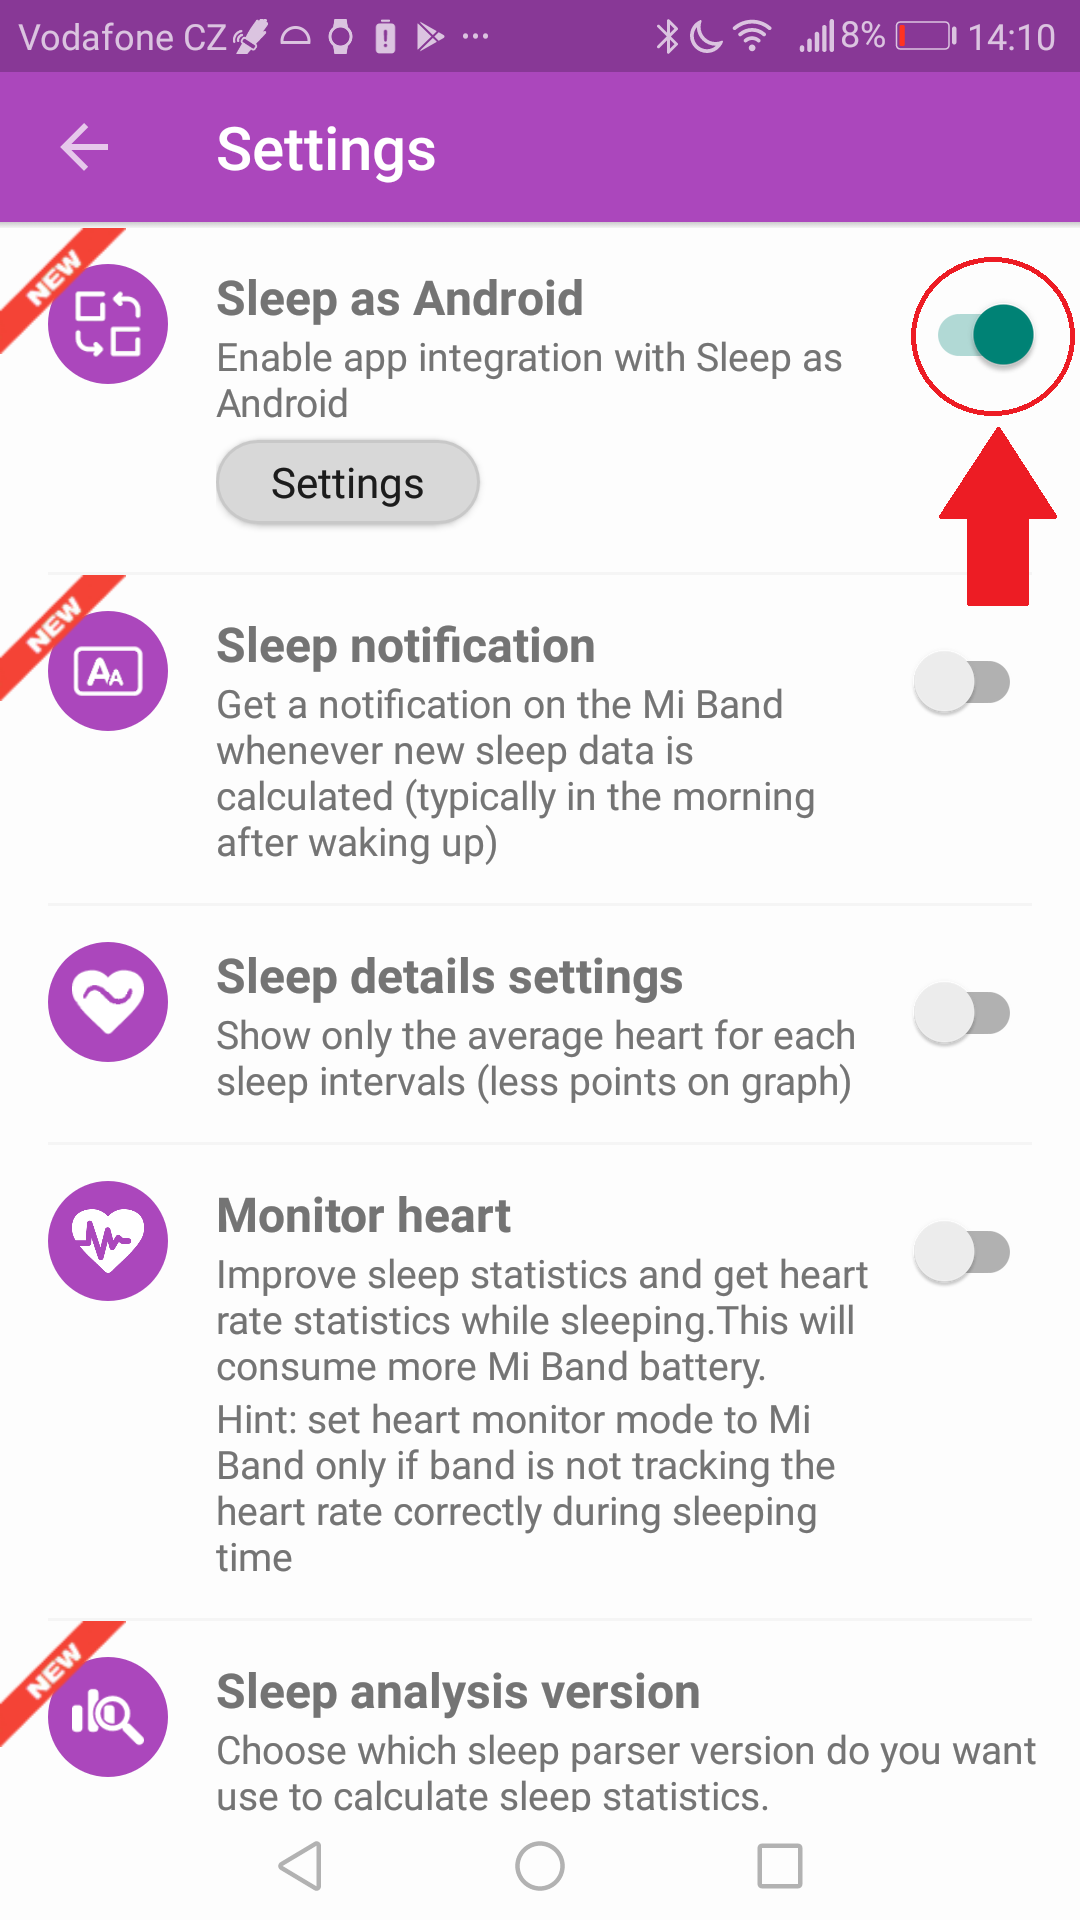 Vodafone CZ 8% 14:10
Settings
NEW
Sleep as Android
Enable app integration with Sleep as
Android
Settings
NEW
AA
Sleep notification
Get a notification on the Mi Band
whenever new sleep data is
calculated (typically in the morning
after waking up)
Sleep details settings
Show only the average heart for each
sleep intervals (less points on graph)
Monitor heart
Improve sleep statistics and get heart
rate statistics while sleeping.This will
consume more Mi Band battery.
Hint: set heart monitor mode to Mi
Band only if band is not tracking the
heart rate correctly during sleeping
time
NEW
Sleep analysis version
Choose which sleep parser version do you want
use to calculate sleep statistics.